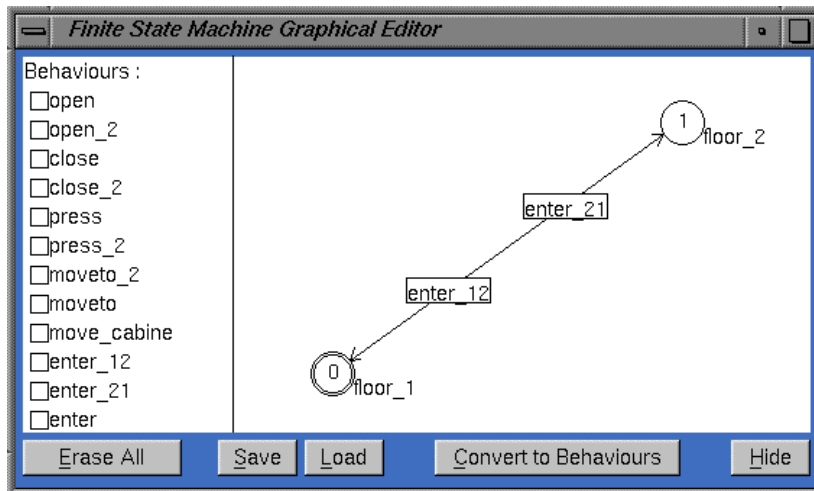 Finite State Machine Graphical Editor
Behaviours :
open
open_2
close
close_2
press
press_2
moveto_2
moveto
move_cabine
enter_12
enter_21
enter
1
floor_2
enter_21
enter_12
0
floor_1
Erase All
Save
Load
Convert to Behaviours
Hide